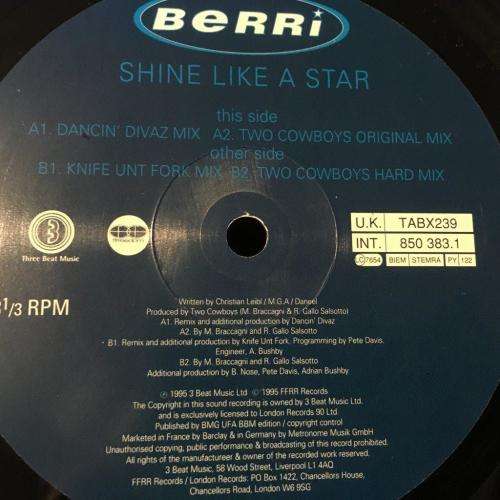 BeRRi
SHINE LIKE A STAR
this side
A1. DANCIN' DIVAZ MIX A2. TWO COWBOYS ORIGINAL MIX
other side
B1. KNIFE UNT FORK MIX B2. TWO COWBOYS HARD MIX
3
Three Beat Music
U.K. TABX239
INT. 850 383.1
LC 7654 BIEM STEMRA PY 122
1/3 RPM
Written by Christian Leibl / M.G.A / Daniel
Produced by Two Cowboys (M. Braccagni & R. Gallo Salsotto)
A1. Remix and additional production by Dancin' Divaz
A2. By M. Braccagni and R. Gallo Salsotto
B1. Remix and additional production by Knife Unt Fork. Programming by Pete Davis.
Engineer, A. Bushby
B2. By M. Braccagni and R. Gallo Salsotto
Additional production by B. Nose, Pete Davis, Adrian Bushby
℗ 1995 3 Beat Music Ltd © 1995 FFRR Records
The Copyright in this sound recording is owned by 3 Beat Music Ltd.
and is exclusively licensed to London Records 90 Ltd
Published by BMG UFA BBM edition / copyright control
Marketed in France by Barclay & in Germany by Metronome Musik GmbH
Unauthorised copying, public performance & broadcasting of this record prohibited.
All rights of the manufacturer & owner of the recorded work reserved.
3 Beat Music, 58 Wood Street, Liverpool L1 4AQ
FFRR / London Records, PO Box 1422, Chancellors House,
Chancellors Road, London W6 9SG